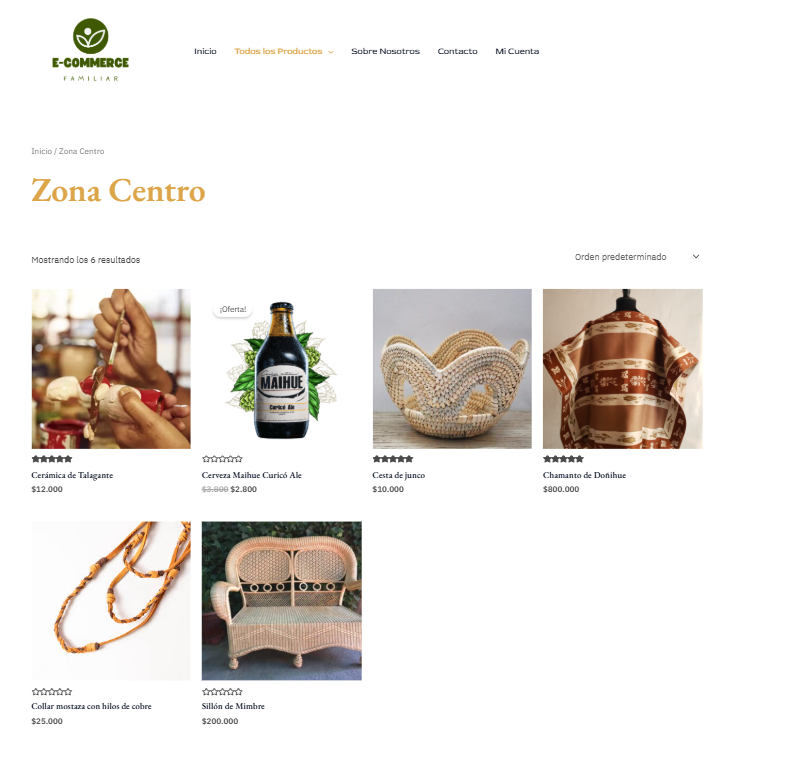 E-COMMERCE
FAMILIAR
Inicio
Todos los Productos
Sobre Nosotros
Contacto
Mi Cuenta
Inicio / Zona Centro
Zona Centro
Mostrando los 6 resultados
Orden predeterminado
¡Oferta!
MAIHUE
Curicó Ale
Cerámica de Talagante
$12.000
Cerveza Maihue Curicó Ale
$3.800 $2.800
Cesta de junco
$10.000
Chamanto de Doñihue
$800.000
Collar mostaza con hilos de cobre
$25.000
Sillón de Mimbre
$200.000